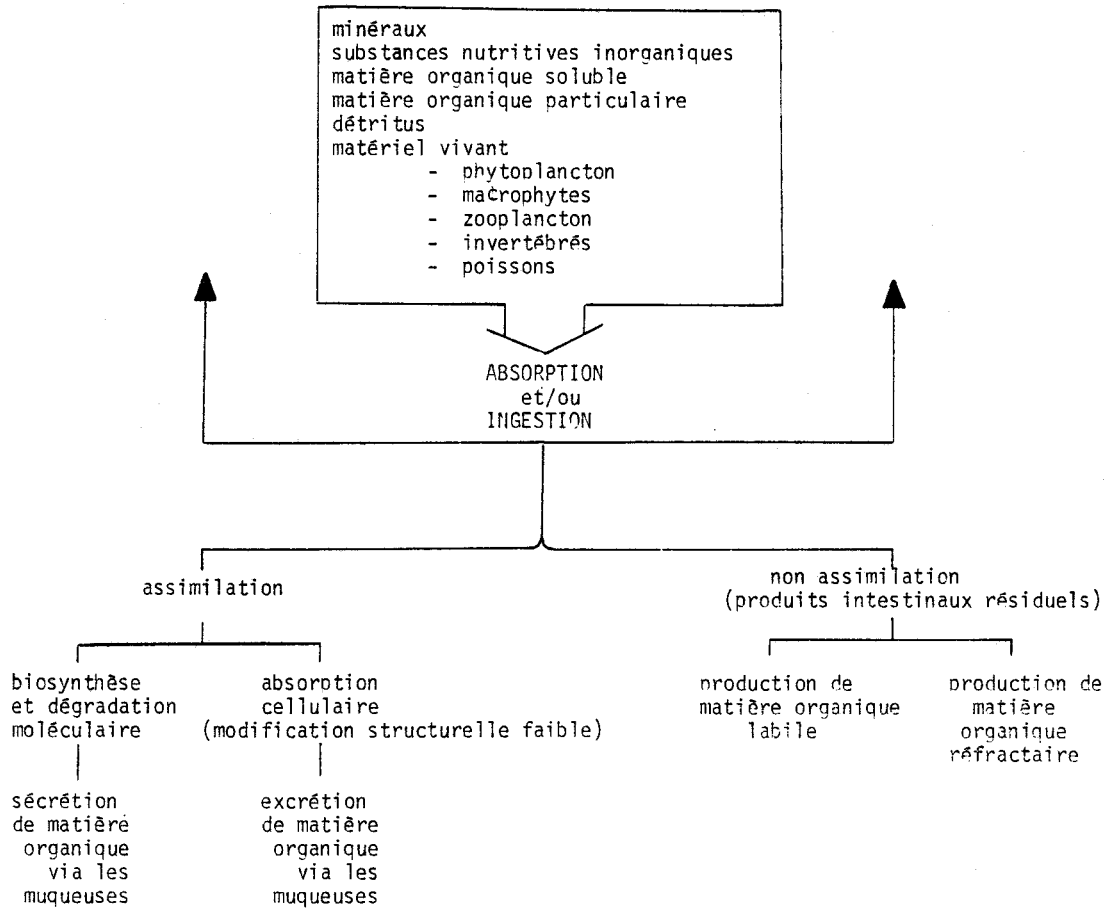 minéraux
substances nutritives inorganiques
matière organique soluble
matière organique particulaire
détritus
matériel vivant
- phytoplancton
- macrophytes
- zooplancton
- invertébrés
- poissons
ABSORPTION
et/ou
INGESTION
assimilation
non assimilation
(produits intestinaux résiduels)
biosynthèse
et dégradation
moléculaire
absorption
cellulaire
(modification structurelle faible)
production de
matière organique
labile
production de
matière
organique
réfractaire
sécrétion
de matière
organique
via les
muqueuses
excrétion
de matière
organique
via les
muqueuses